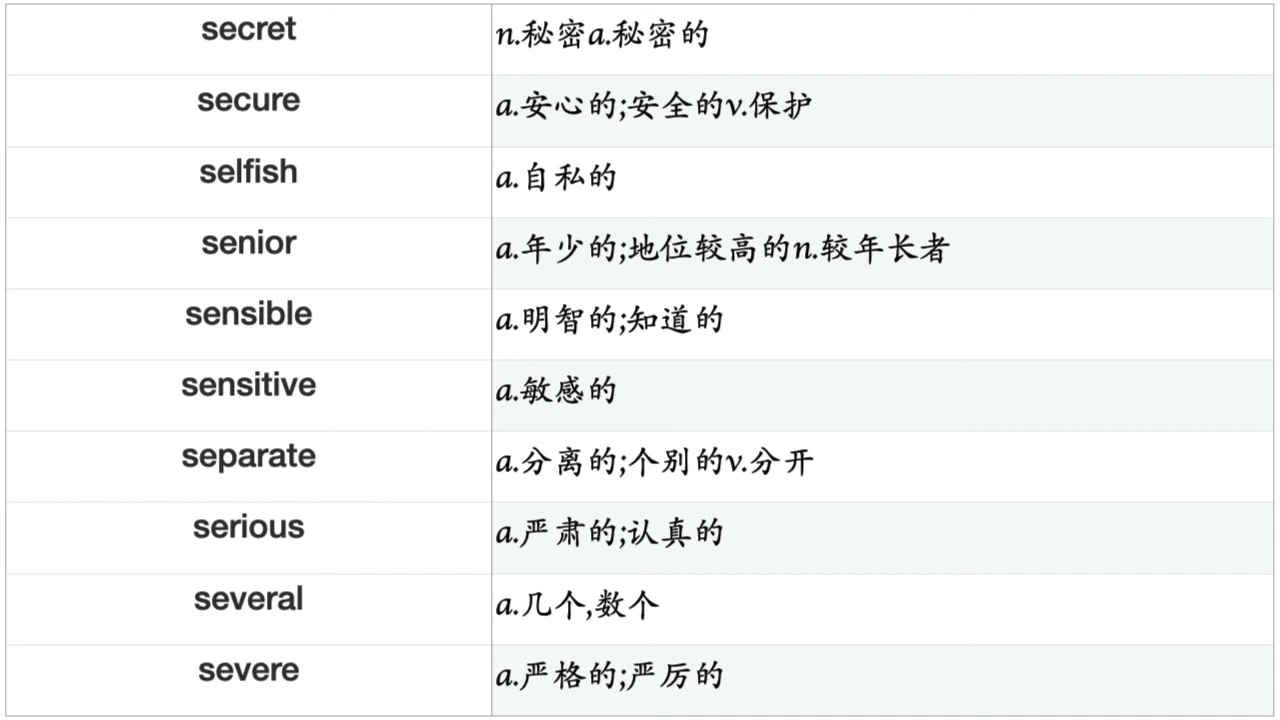 secret n.秘密a.秘密的
secure a.安心的;安全的v.保护
selfish a.自私的
senior a.年少的;地位较高的n.较年长者
sensible a.明智的;知道的
sensitive a.敏感的
separate a.分离的;个别的v.分开
serious a.严肃的;认真的
several a.几个,数个
severe a.严格的;严厉的